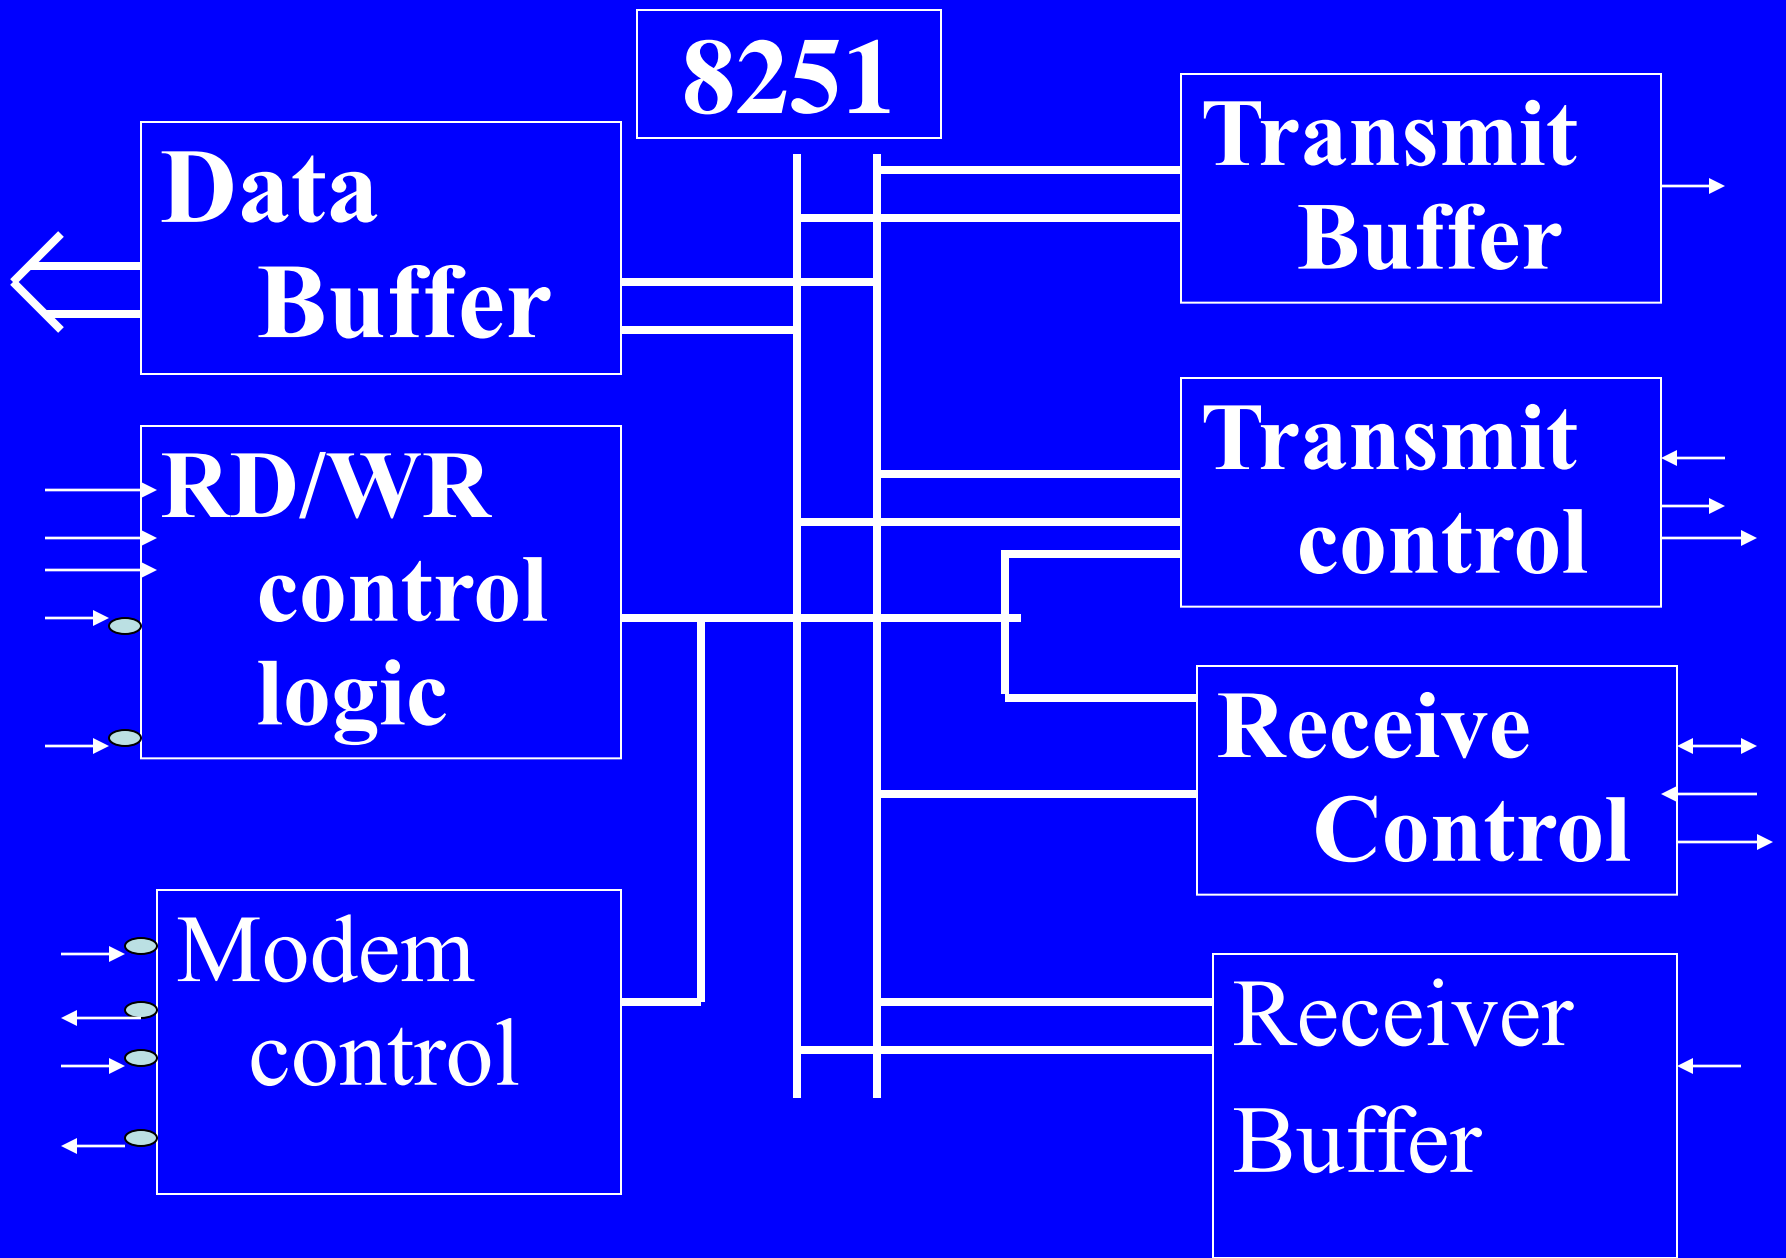 8251
Data
Buffer
RD/WR
control
logic
Modem
control
Transmit
Buffer
Transmit
control
Receive
Control
Receiver
Buffer